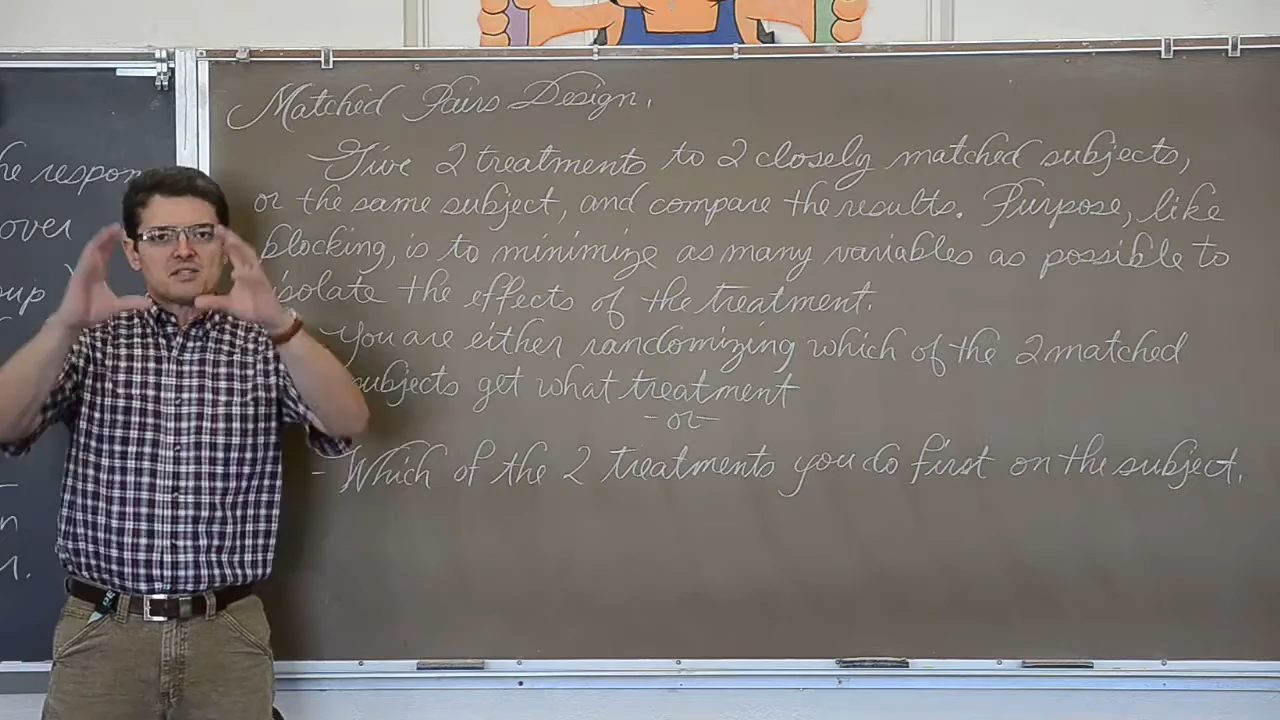 Matched Pairs Design.
Give 2 treatments to 2 closely matched subjects,
or the same subject, and compare the results. Purpose, like
blocking, is to minimize as many variables as possible to
isolate the effects of the treatment.
You are either randomizing which of the 2 matched
subjects get what treatment
-or-
- Which of the 2 treatments you do first on the subject.
he respon
over